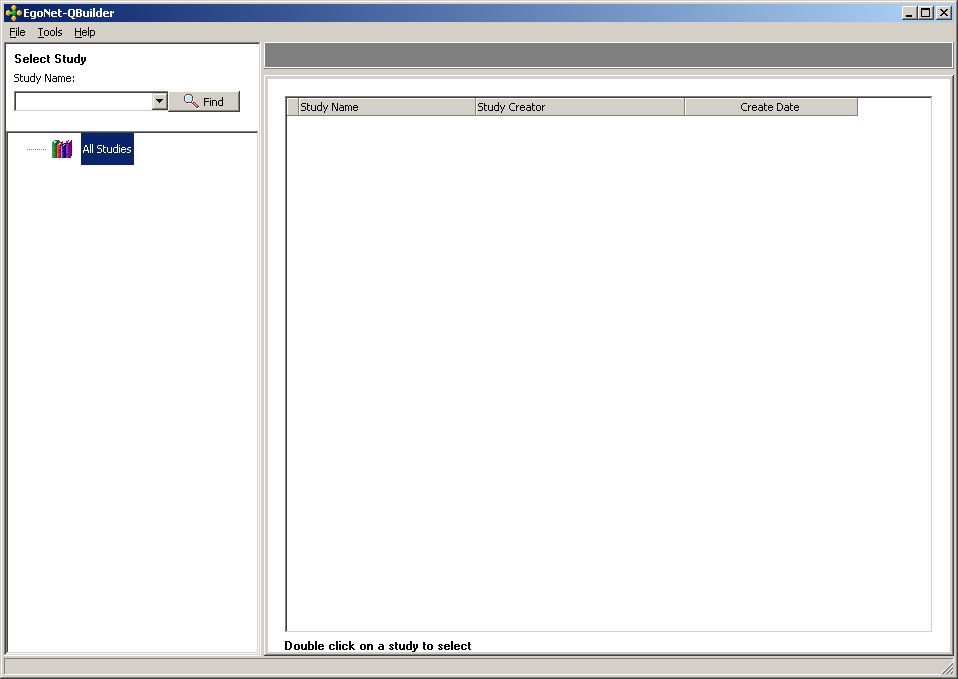 EgoNet-QBuilder
File Tools Help
Select Study
Study Name:
Find
All Studies
Study Name Study Creator Create Date
Double click on a study to select